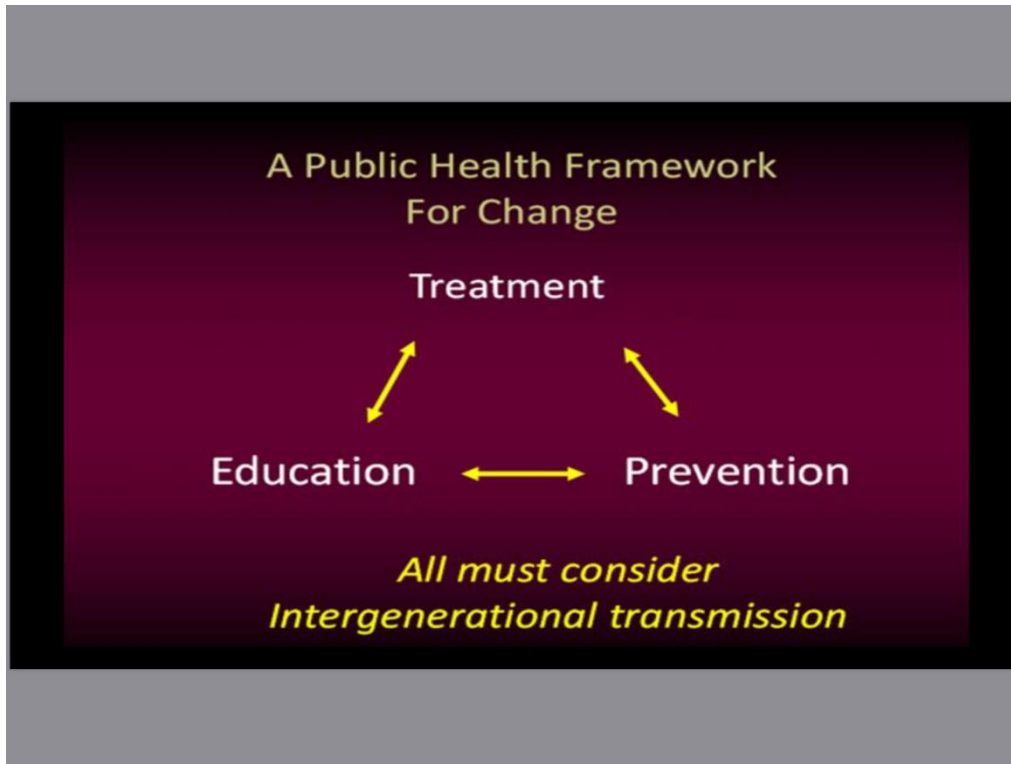 A Public Health Framework
For Change
Treatment
Education
Prevention
All must consider
Intergenerational transmission